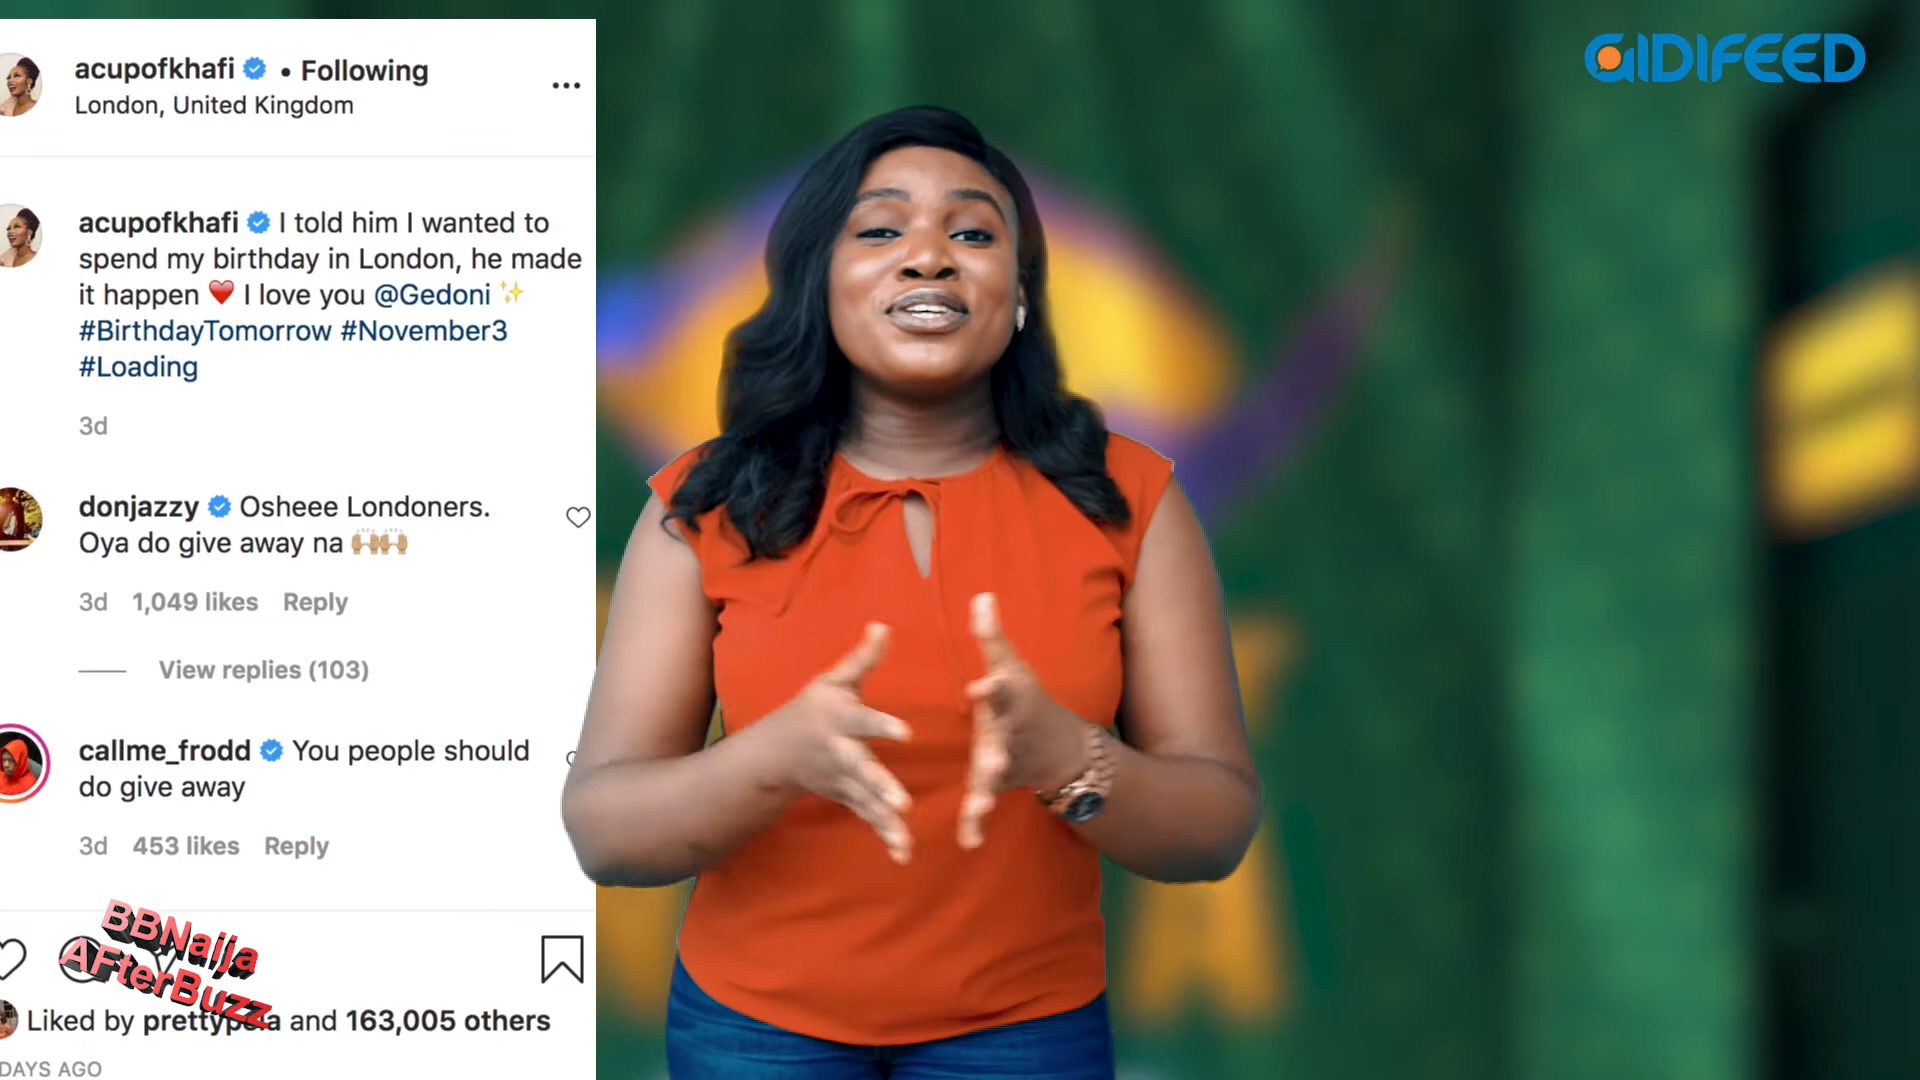 acupofkhafi • Following
London, United Kingdom
acupofkhafi I told him I wanted to
spend my birthday in London, he made
it happen ❤️ I love you @Gedoni ✨
#BirthdayTomorrow #November3
#Loading
3d
donjazzy Osheee Londoners.
Oya do give away na 🙌🏽🙌🏽
3d 1,049 likes Reply
View replies (103)
callme_frodd You people should
do give away
3d 453 likes Reply
BBNaija
AFterBuzz
Liked by and 163,005 others
DAYS AGO
GIDIFEED